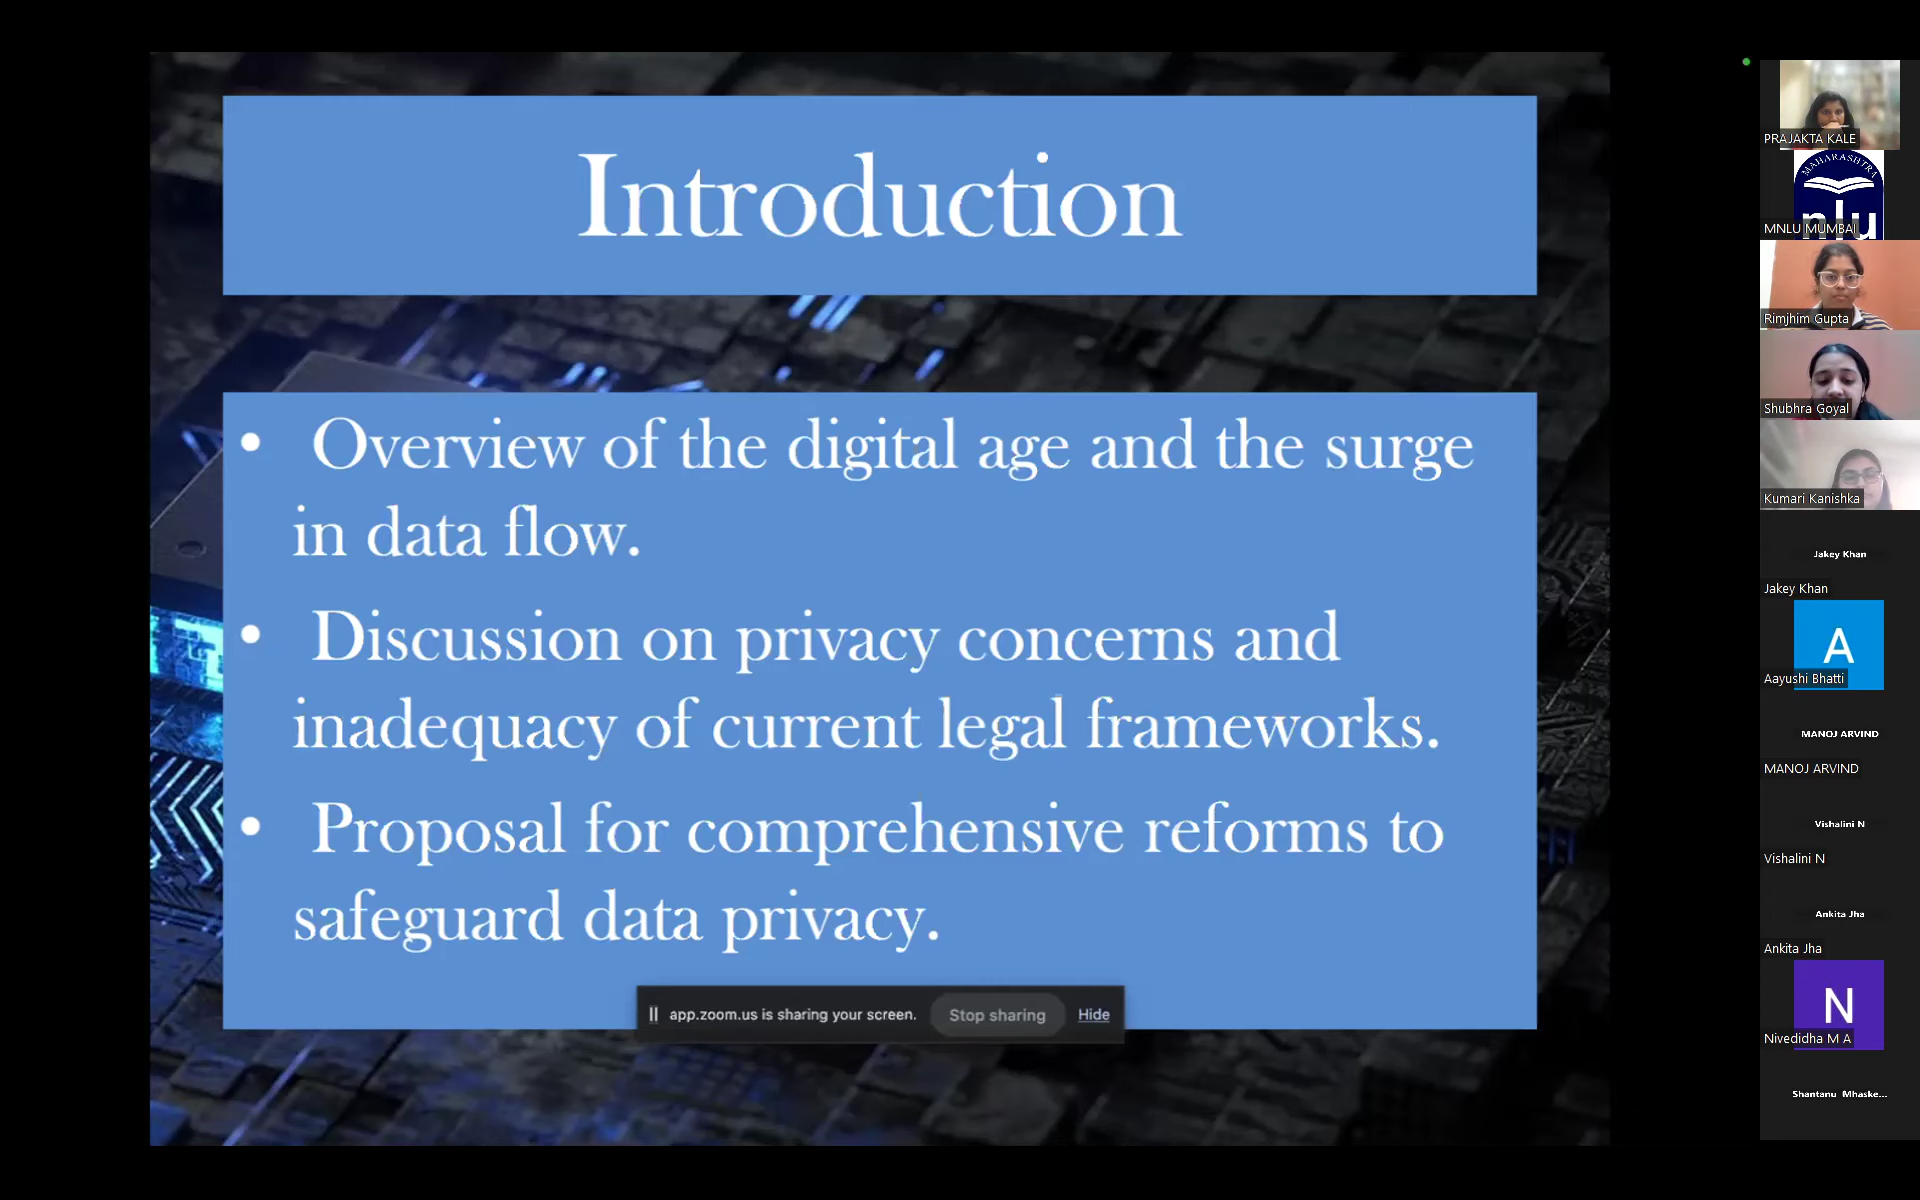 Introduction
• Overview of the digital age and the surge
in data flow.
• Discussion on privacy concerns and
inadequacy of current legal frameworks.
• Proposal for comprehensive reforms to
safeguard data privacy.
app.zoom.us is sharing your screen. Stop sharing Hide
PRAJAKTA KALE
MAHARASHTRA
nlu
MNLU MUMBAI
Rimjhim Gupta
Shubhra Goyal
Kumari Kanishka
Jakey Khan
Jakey Khan
A
Aayushi Bhatti
MANOJ ARVIND
MANOJ ARVIND
Vishalini N
Vishalini N
Ankita Jha
Ankita Jha
N
Nivedidha M A
Shantanu Mhaske...